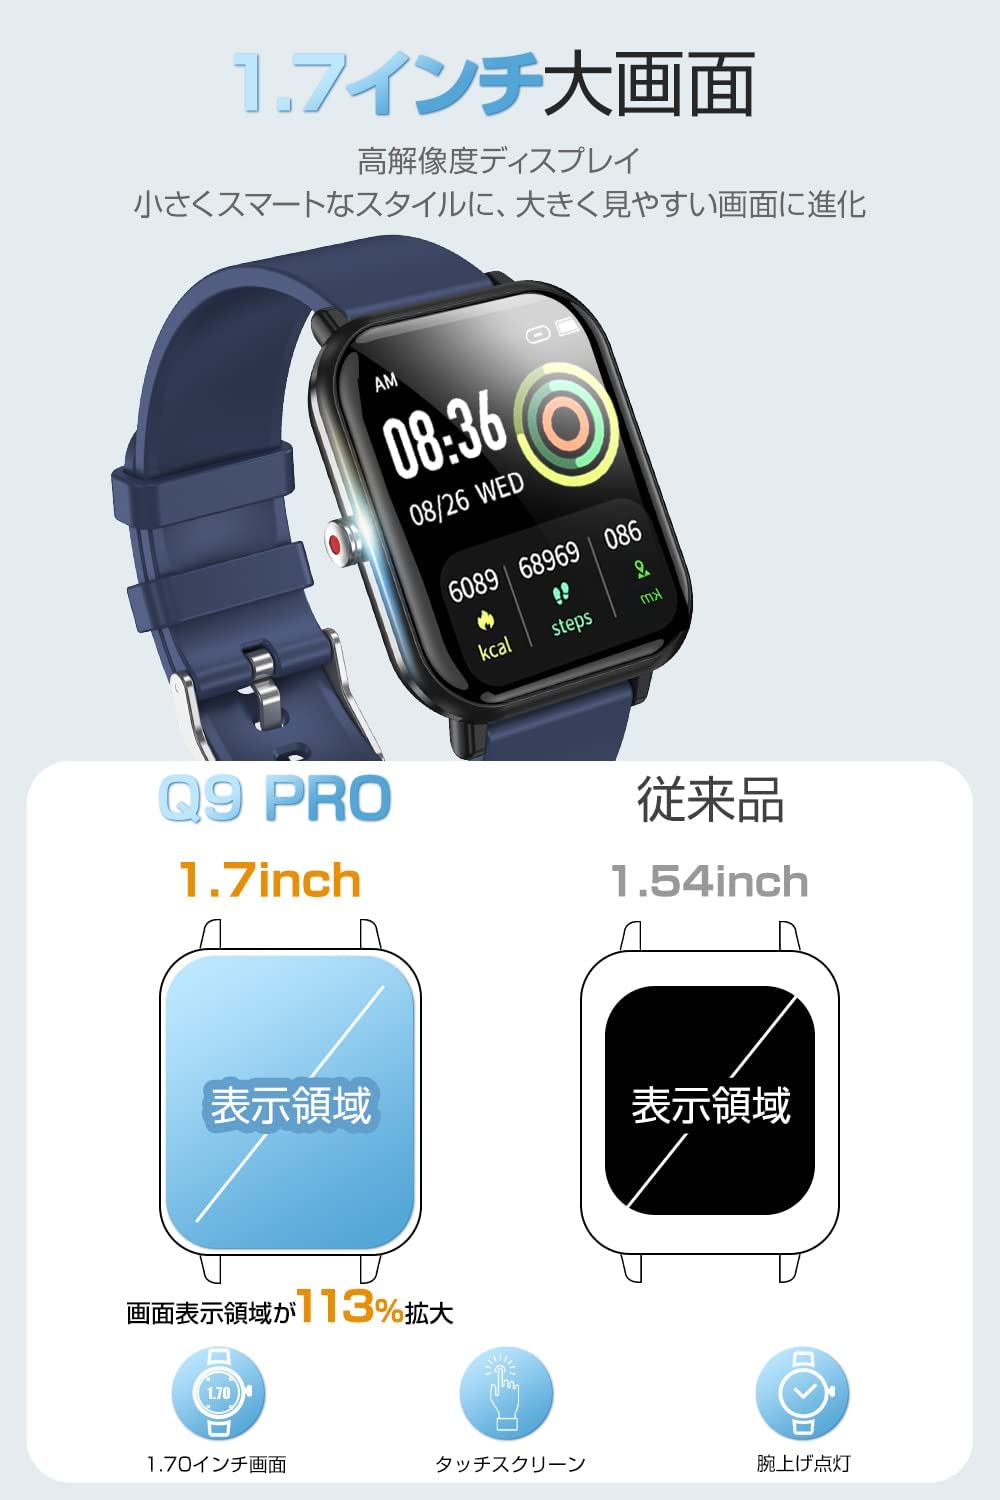 1.7インチ大画面
高解像度ディスプレイ
小さくスマートなスタイルに、大きく見やすい画面に進化
AM
08:36
08/26 WED
6089 68969 086
kcal steps km
Q9 PRO 従来品
1.7inch 1.54inch
表示領域 表示領域
画面表示領域が113%拡大
1.70
1.70インチ画面 タッチスクリーン 腕上げ点灯